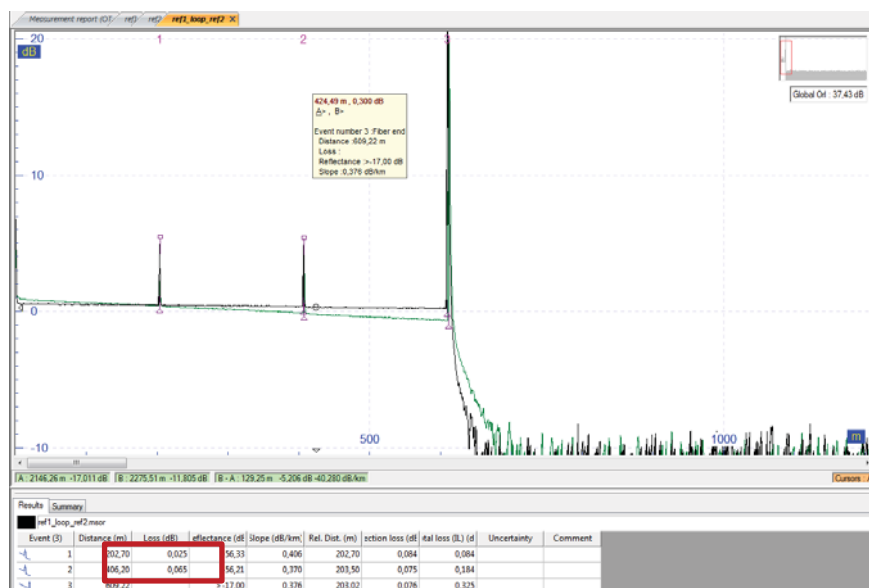 Measurement report (OT ref1 ref2 ref1_loop_ref2 X
20
dB
1 2 3
Global Orl : 37,43 dB
424,49 m , 0,300 dB
A» , B»
Event number 3 :Fiber end
Distance :609,22 m
Loss :
Reflectance :>-17,00 dB
Slope :0,376 dB/km
10
0
500 1000 m
-10
A : 2146,26 m -17,011 dB B : 2275,51 m -11,805 dB B - A : 129,25 m -5,206 dB -40,280 dB/km Cursors : A
Results Summary
ref1_loop_ref2.msor
Event (3) Distance (m) Loss (dB) eflectance (dE Slope (dB/km) Rel. Dist. (m) ection loss (dE tal loss (IL) (d Uncertainty Comment
1 202,70 0,025 56,33 0,406 202,70 0,084 0,084
2 406,20 0,065 56,21 0,370 203,50 0,075 0,184
3 609,22 >-17,00 0,376 203,02 0,076 0,325